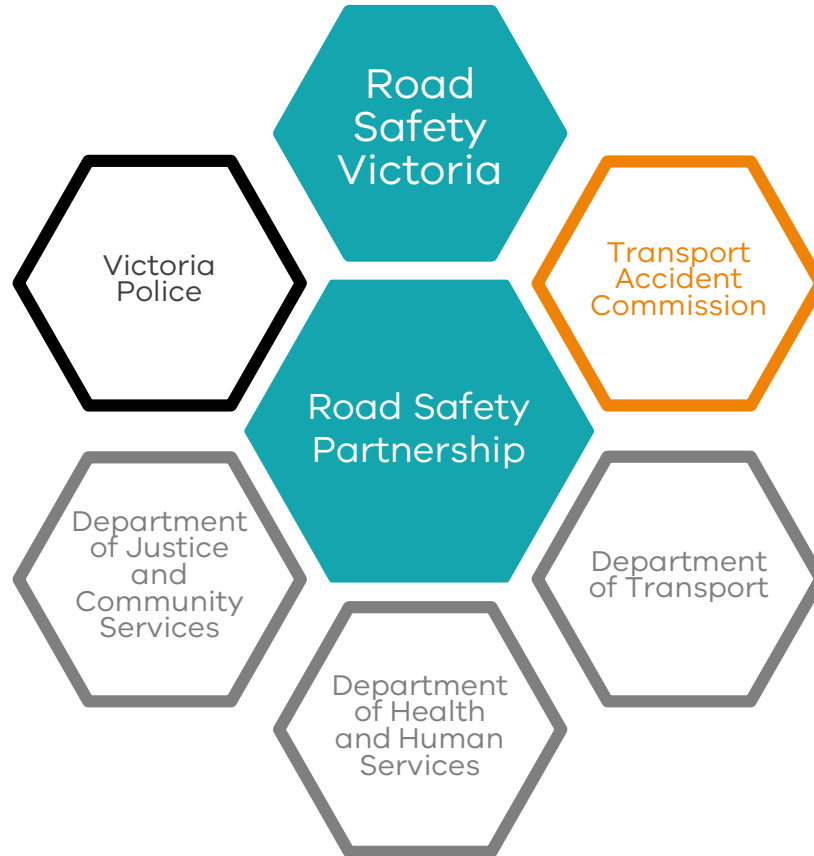 Road
Safety
Victoria
Victoria
Police
Transport
Accident
Commission
Road Safety
Partnership
Department
of Justice
and
Community
Services
Department
of Transport
Department
of Health
and Human
Services